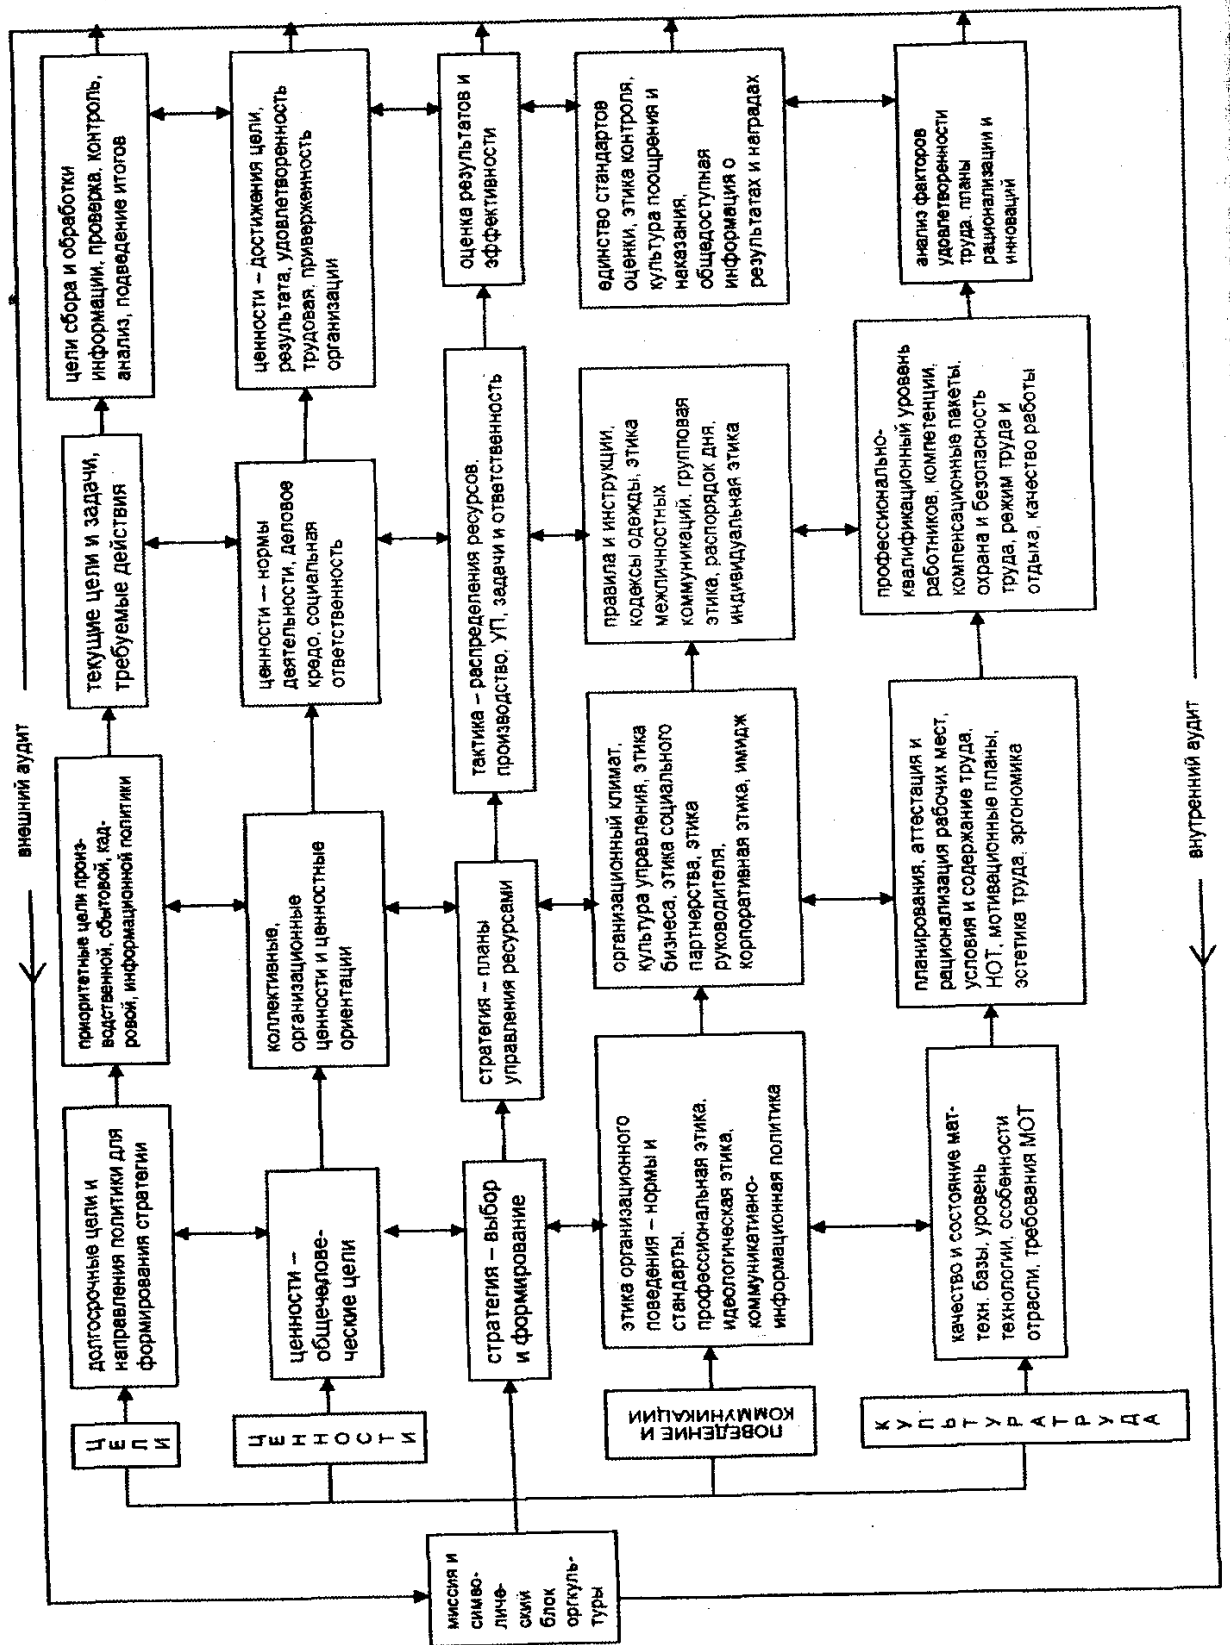 внешний аудит
миссия и
симво-
личе-
ский
блок
оргкуль-
туры
ЦЕЛИ
долгосрочные цели и
направления политики для
формирования стратегии
приоритетные цели произ-
водственной, сбытовой, кад-
ровой, информационной политики
текущие цели и задачи,
требуемые действия
цели сбора и обработки
информации, проверка, контроль,
анализ, подведение итогов
ЦЕННОСТИ
ценности –
общечелове-
ческие цели
коллективные,
организационные
ценности и ценностные
ориентации
ценности – нормы
деятельности, деловое
кредо, социальная
ответственность
ценности – достижения цели,
результата, удовлетворенность
трудовая, приверженность
организации
стратегия – выбор
и формирование
стратегия – планы
управления ресурсами
тактика – распределения ресурсов.
производство, УП, задачи и ответственность
оценка результатов и
эффективности
ПОВЕДЕНИЕ И
КОММУНИКАЦИИ
этика организационного
поведения – нормы и
стандарты.
профессиональная этика,
идеологическая этика,
коммуникативно-
информационная политика
организационный климат,
культура управления, этика
бизнеса, этика социального
партнерства, этика
руководителя,
корпоративная этика, имидж
правила и инструкции,
кодексы одежды, этика
межличностных
коммуникаций, групповая
этика, распорядок дня,
индивидуальная этика
единство стандартов
оценки, этика контроля,
культура поощрения и
наказания,
общедоступная
информация о
результатах и наградах
КУЛЬТУРА ТРУДА
качество и состояние мат-
техн. базы, уровень
технологии, особенности
отрасли, требования МОТ
планирования, аттестация и
рационализация рабочих мест,
условия и содержание труда,
НОТ, мотивационные планы,
эстетика труда, эргономика
профессионально-
квалификационный уровень
работников, компетенции,
компенсационные пакеты,
охрана и безопасность
труда, режим труда и
отдыха, качество работы
анализ факторов
удовлетворенности
труда, планы
рационализации и
инноваций
внутренний аудит